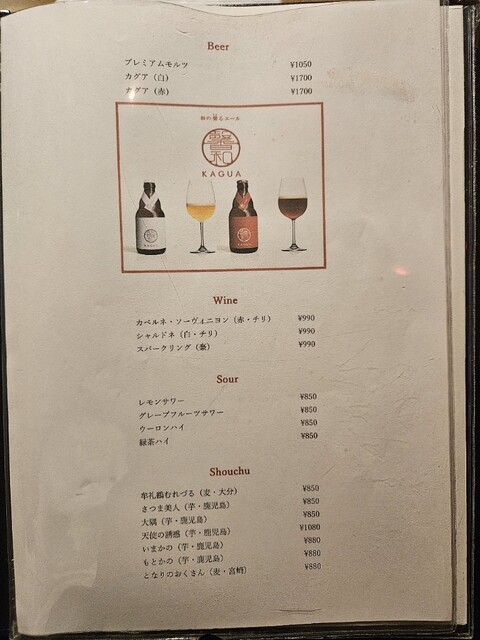 Beer
プレミアムモルツ ¥1050
カグア（白） ¥1700
カグア（赤） ¥1700
和の馨るエール
馨和
KAGUA
KAGUA
KAGUA
Wine
カベルネ・ソーヴィニヨン（赤・チリ） ¥990
シャルドネ（白・チリ） ¥990
スパークリング（泰） ¥990
Sour
レモンサワー ¥850
グレープフルーツサワー ¥850
ウーロンハイ ¥850
緑茶ハイ ¥850
Shouchu
牟礼鶴むれづる（麦・大分） ¥850
さつま美人（芋・鹿児島） ¥850
大隅（芋・鹿児島） ¥850
天使の誘惑（芋・鹿児島） ¥1080
いまかの（芋・鹿児島） ¥880
もとかの（芋・鹿児島） ¥880
となりのおくさん（麦・宮崎） ¥880